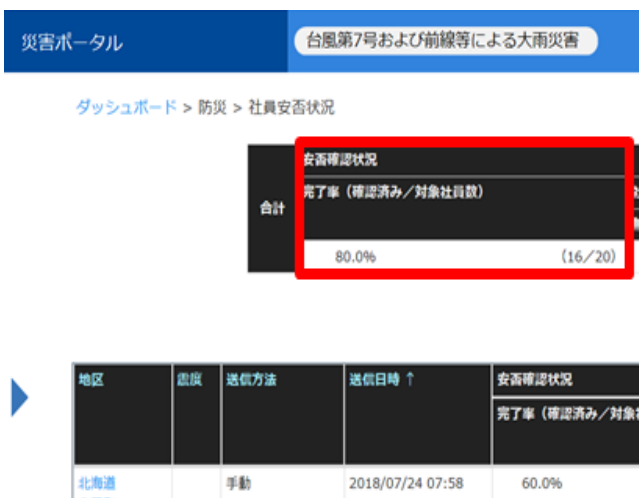 災害ポータル
台風第7号および前線等による大雨災害
ダッシュボード > 防災 > 社員安否状況
安否確認状況
完了率（確認済み／対象社員数）
合計
80.0% （16／20）
地区 震度 送信方法 送信日時 ↑ 安否確認状況
完了率（確認済み／対象
北海道 手動 2018/07/24 07:58 60.0%